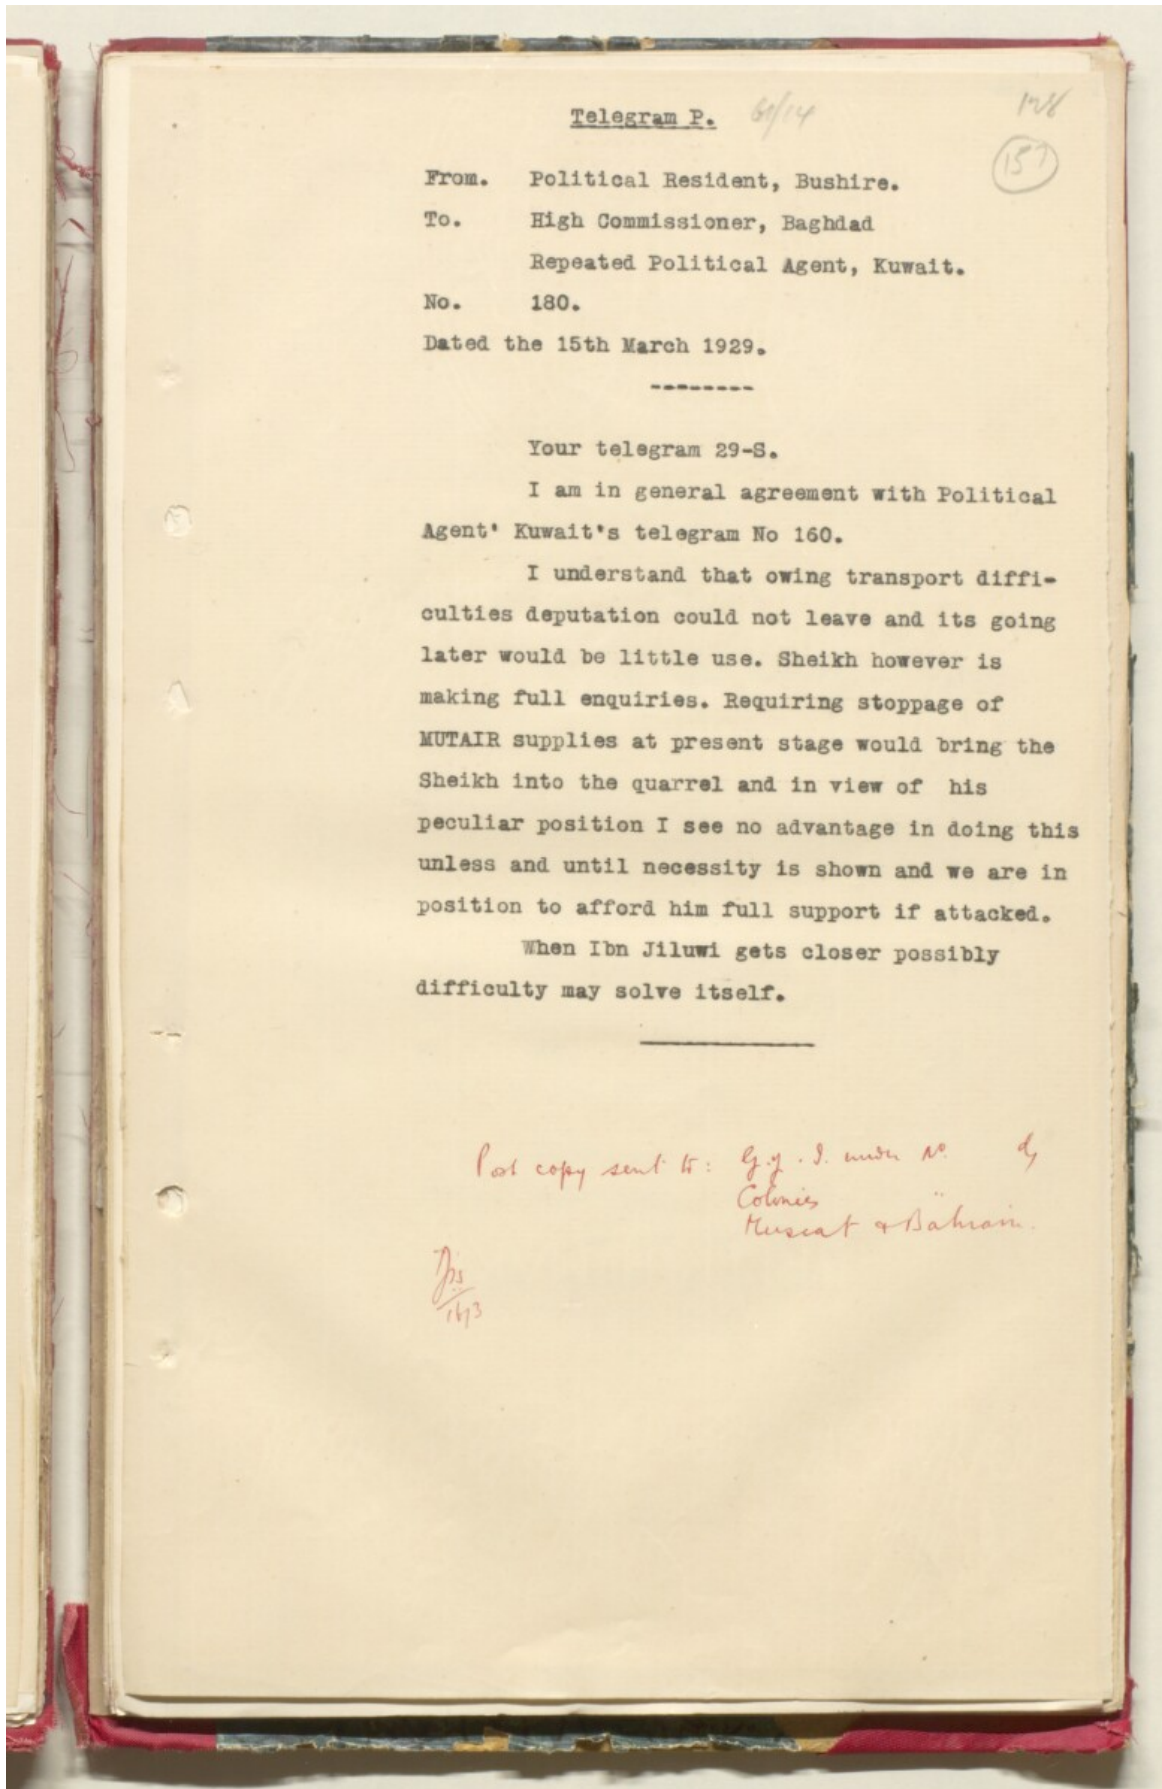 Telegram P. 61/14
128
157
From. Political Resident, Bushire.
To. High Commissioner, Baghdad
Repeated Political Agent, Kuwait.
No. 180.
Dated the 15th March 1929.
--------
Your telegram 29-S.
I am in general agreement with Political
Agent' Kuwait's telegram No 160.
I understand that owing transport diffi-
culties deputation could not leave and its going
later would be little use. Sheikh however is
making full enquiries. Requiring stoppage of
MUTAIR supplies at present stage would bring the
Sheikh into the quarrel and in view of his
peculiar position I see no advantage in doing this
unless and until necessity is shown and we are in
position to afford him full support if attacked.
When Ibn Jiluwi gets closer possibly
difficulty may solve itself.
Post copy sent to: G. of. I. under No. d/
Colonies
Muscat & Bahrain.
16/3